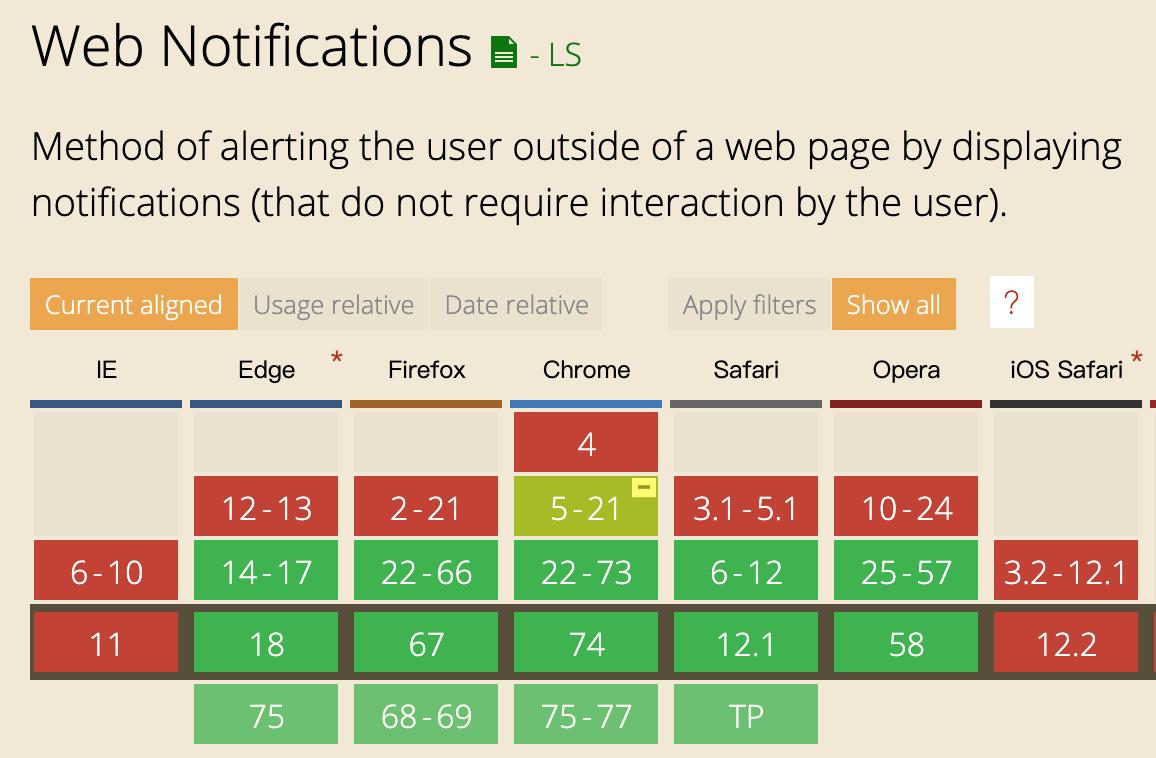 Web Notifications - LS
Method of alerting the user outside of a web page by displaying
notifications (that do not require interaction by the user).
Current aligned Usage relative Date relative Apply filters Show all ?
IE Edge * Firefox Chrome Safari Opera iOS Safari *
4
12-13 2-21 5-21 3.1-5.1 10-24
6-10 14-17 22-66 22-73 6-12 25-57 3.2-12.1
11 18 67 74 12.1 58 12.2
75 68-69 75-77 TP